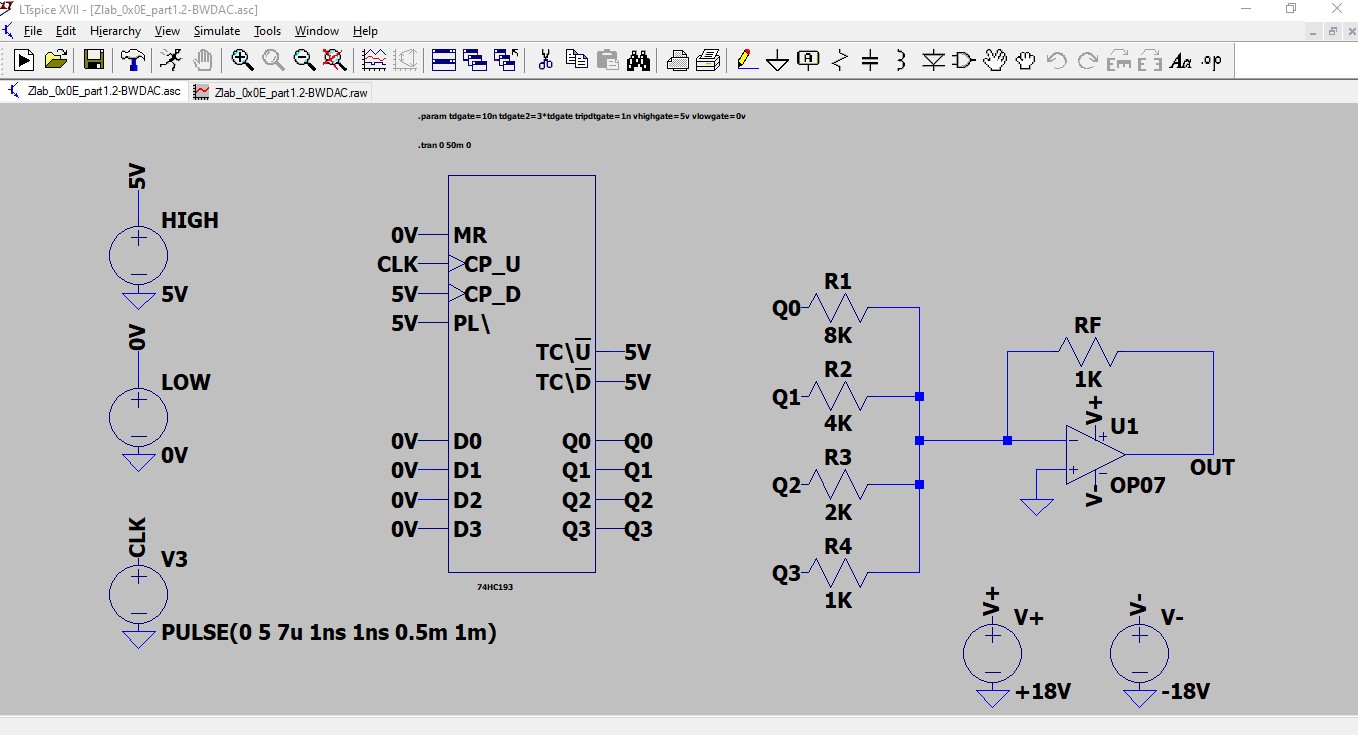 LTspice XVII - [Zlab_0x0E_part1.2-BWDAC.asc]
File Edit Hierarchy View Simulate Tools Window Help
Zlab_0x0E_part1.2-BWDAC.asc Zlab_0x0E_part1.2-BWDAC.raw
.param tdgate=10n tdgate2=3*tdgate tripdtgate=1n vhighgate=5v vlowgate=0v
.tran 0 50m 0
5V
HIGH
5V
0V
LOW
0V
CLK
V3
PULSE(0 5 7u 1ns 1ns 0.5m 1m)
0V MR
CLK CP_U
5V CP_D
5V PL\
TC\U 5V
TC\D 5V
0V D0 Q0 Q0
0V D1 Q1 Q1
0V D2 Q2 Q2
0V D3 Q3 Q3
74HC193
R1
Q0
8K
R2
Q1
4K
R3
Q2
2K
R4
Q3
1K
RF
1K
V+
U1
OUT
V-
OP07
V+
V+
+18V
V-
V-
-18V